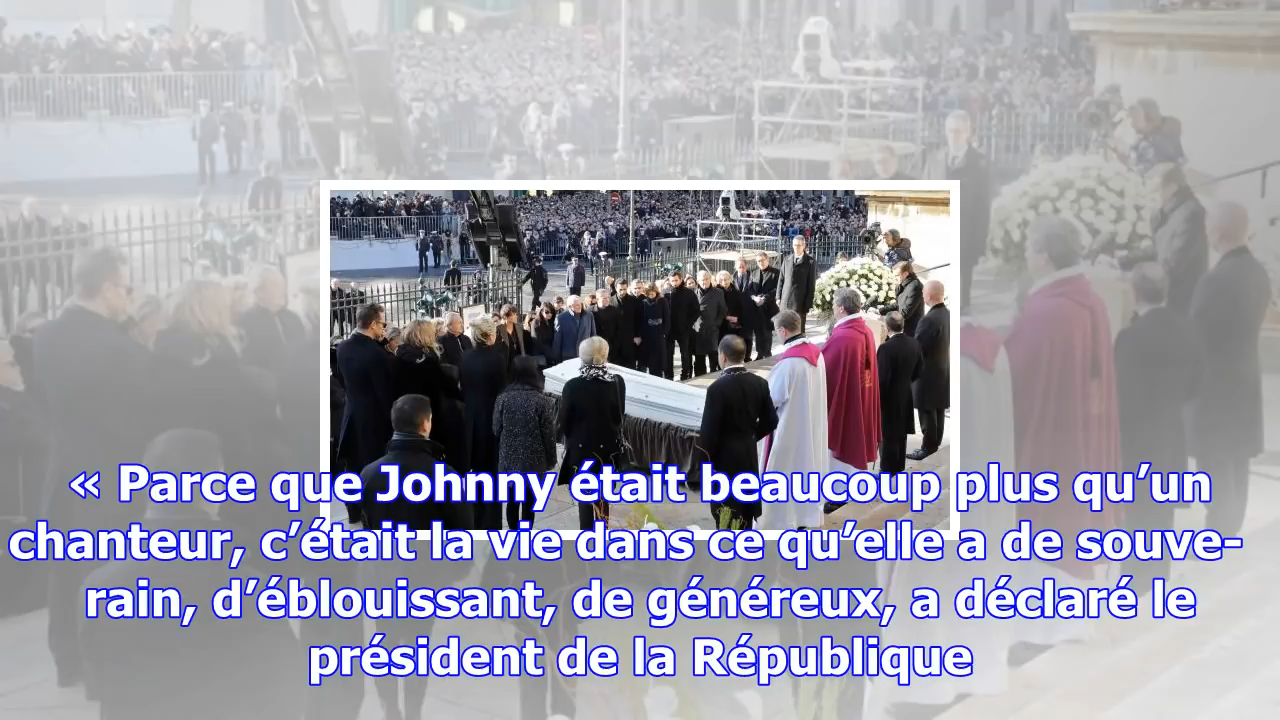 « Parce que Johnny était beaucoup plus qu’un
chanteur, c’était la vie dans ce qu’elle a de souve-
rain, d’éblouissant, de généreux, a déclaré le
président de la République